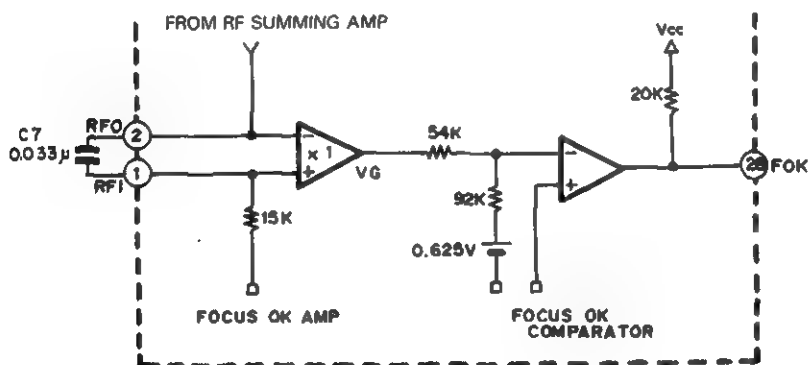 FROM RF SUMMING AMP
Vcc
20K
C7
0.033μ
RFO
2
RFI
1
×1
VG
54K
FOK
15K
92K
0.625V
FOCUS OK AMP
FOCUS OK
COMPARATOR